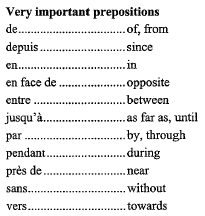 Very important prepositions
de..............................of, from
depuis .......................since
en...............................in
en face de ..................opposite
entre ..........................between
jusqu'à........................as far as, until
par .............................by, through
pendant......................during
près de .......................near
sans............................without
vers............................towards